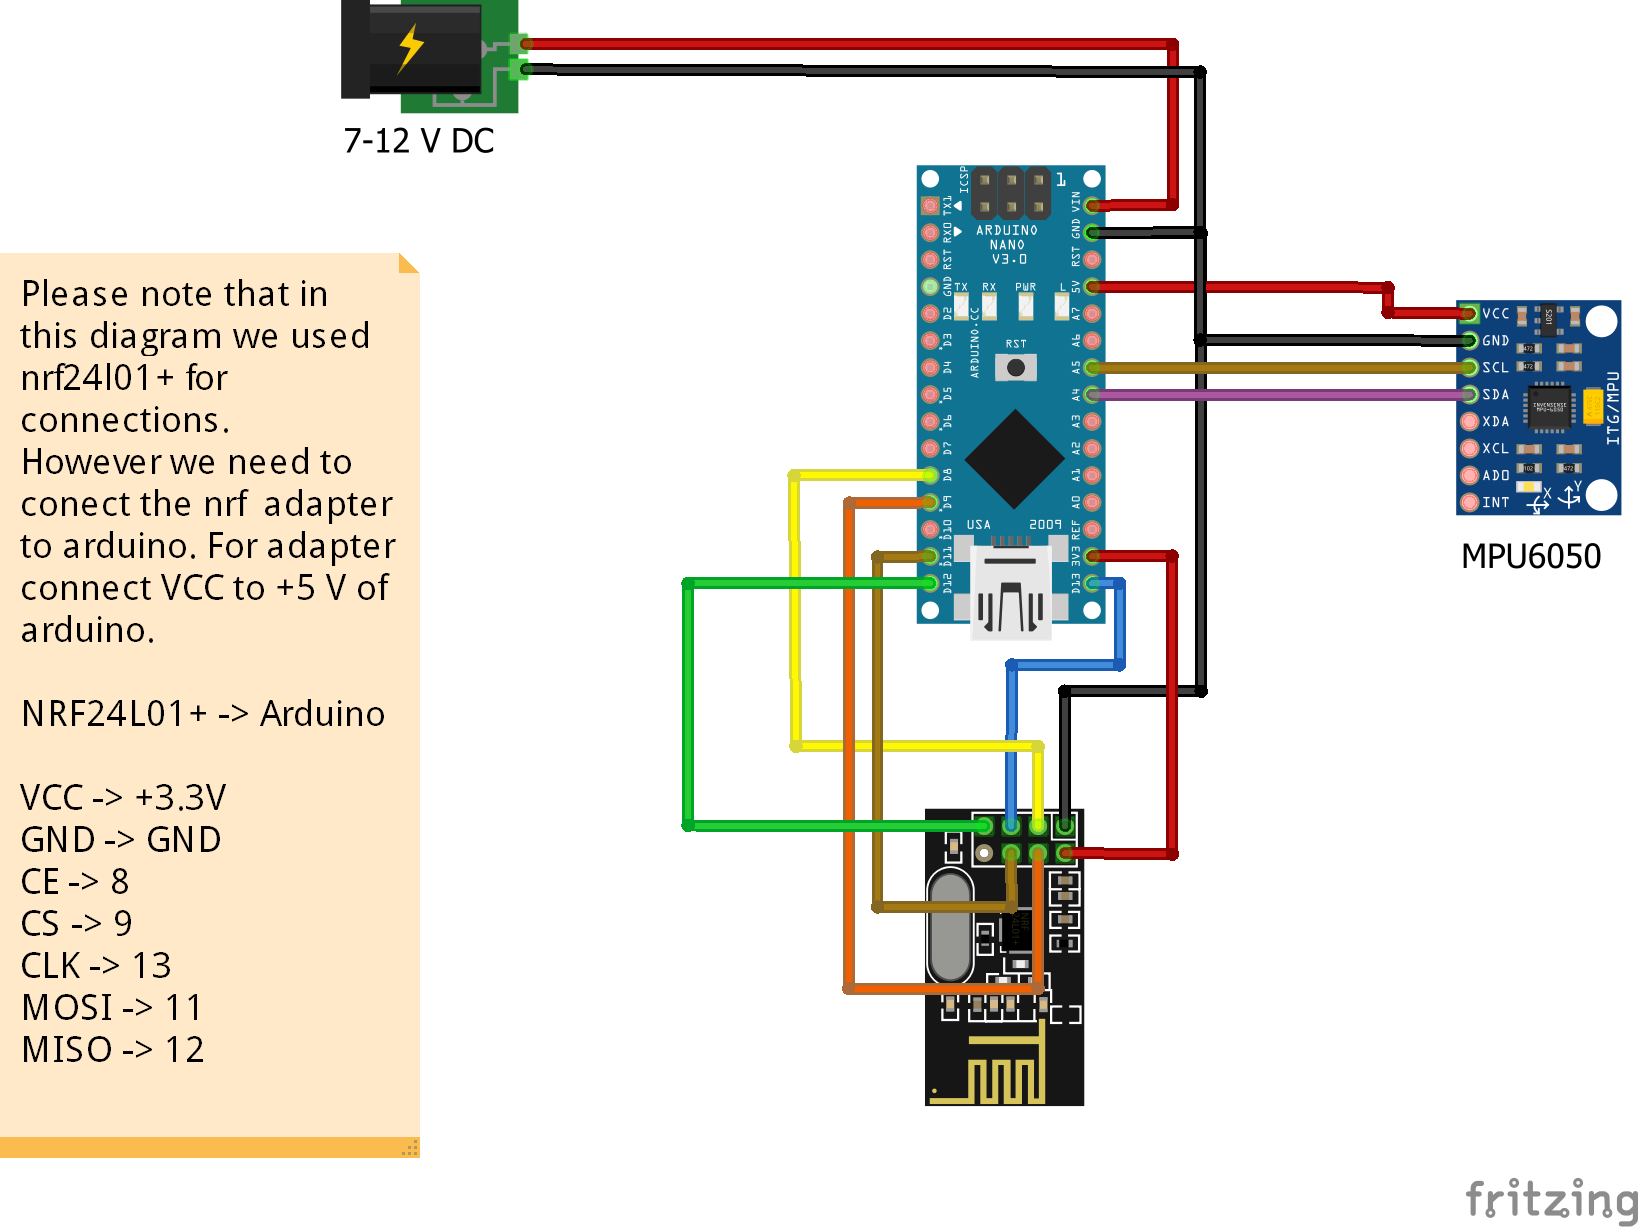 7-12 V DC
Please note that in
this diagram we used
nrf24l01+ for
connections.
However we need to
conect the nrf adapter
to arduino. For adapter
connect VCC to +5 V of
arduino.
NRF24L01+ -> Arduino
VCC -> +3.3V
GND -> GND
CE -> 8
CS -> 9
CLK -> 13
MOSI -> 11
MISO -> 12
ICSP
1
ARDUINO
NANO
V3.0
TX RX PWR L
ARDUINO.CC
RST
USA 2009
TX1
RX0
RST
GND
D2
D3
D4
D5
D6
D7
D8
D9
D10
D11
D12
VIN
GND
RST
5V
A7
A6
A5
A4
A3
A2
A1
A0
REF
3V3
D13
VCC
GND
SCL
SDA
XDA
XCL
ADO
INT
INVENSENSE
MPU-6050
X
Y
ITG/MPU
MPU6050
fritzing